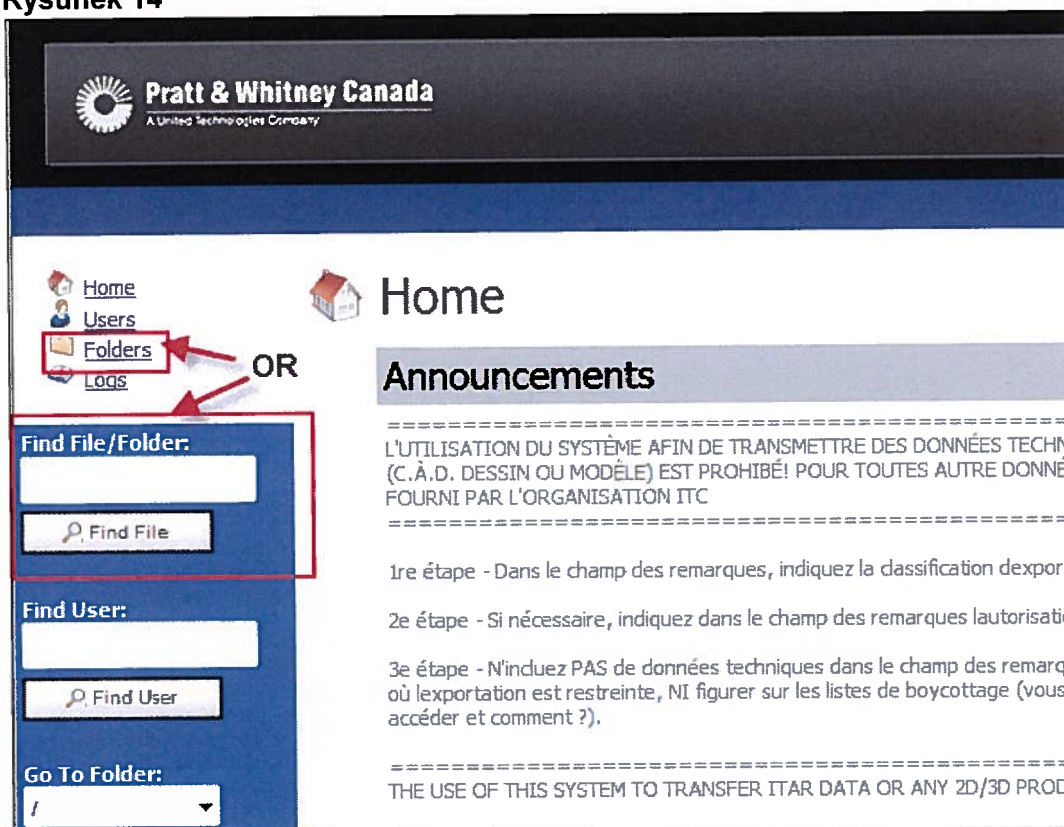 Rysunek 14
Pratt & Whitney Canada
A United Technologies Company
Home
Users
Folders
Logs
OR
Find File/Folder:
Find File
Find User:
Find User
Go To Folder:
/
Home
Announcements
==================================================
L'UTILISATION DU SYSTÈME AFIN DE TRANSMETTRE DES DONNÉES TECHN
(C.À.D. DESSIN OU MODÈLE) EST PROHIBÉ! POUR TOUTES AUTRE DONNÉ
FOURNI PAR L'ORGANISATION ITC
==================================================
1re étape - Dans le champ des remarques, indiquez la classification dexpor
2e étape - Si nécessaire, indiquez dans le champ des remarques lautorisati
3e étape - N'incluez PAS de données techniques dans le champ des remarq
où lexportation est restreinte, NI figurer sur les listes de boycottage (vous
accéder et comment ?).
==================================================
THE USE OF THIS SYSTEM TO TRANSFER ITAR DATA OR ANY 2D/3D PROD